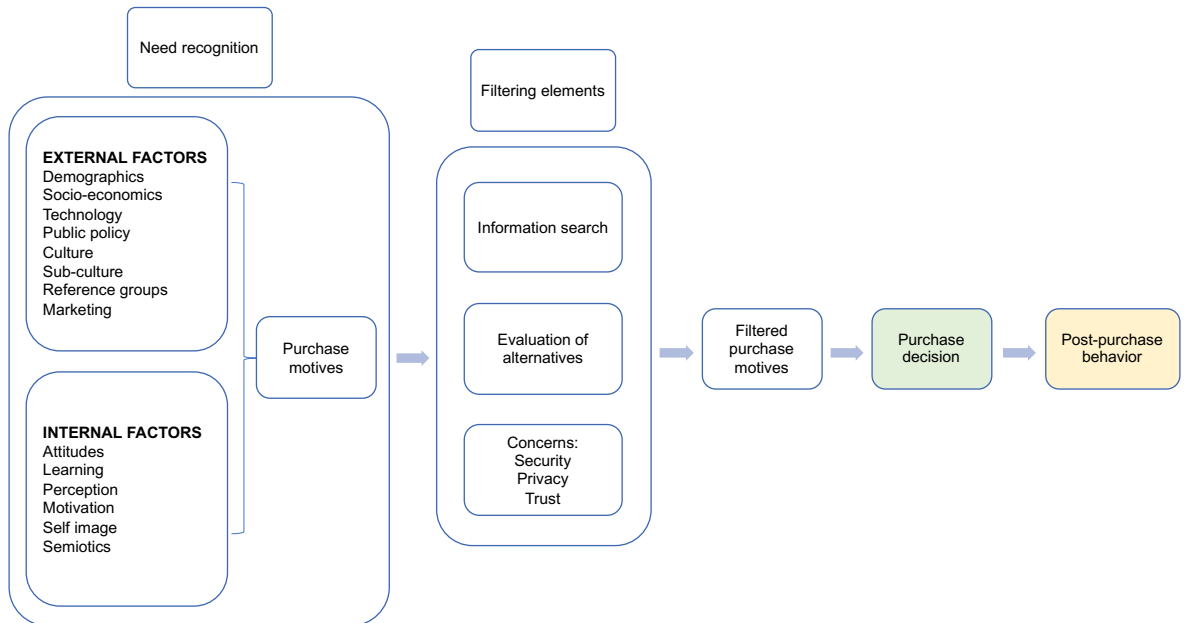 Need recognition
EXTERNAL FACTORS
Demographics
Socio-economics
Technology
Public policy
Culture
Sub-culture
Reference groups
Marketing
INTERNAL FACTORS
Attitudes
Learning
Perception
Motivation
Self image
Semiotics
Purchase
motives
Filtering elements
Information search
Evaluation of
alternatives
Concerns:
Security
Privacy
Trust
Filtered
purchase
motives
Purchase
decision
Post-purchase
behavior